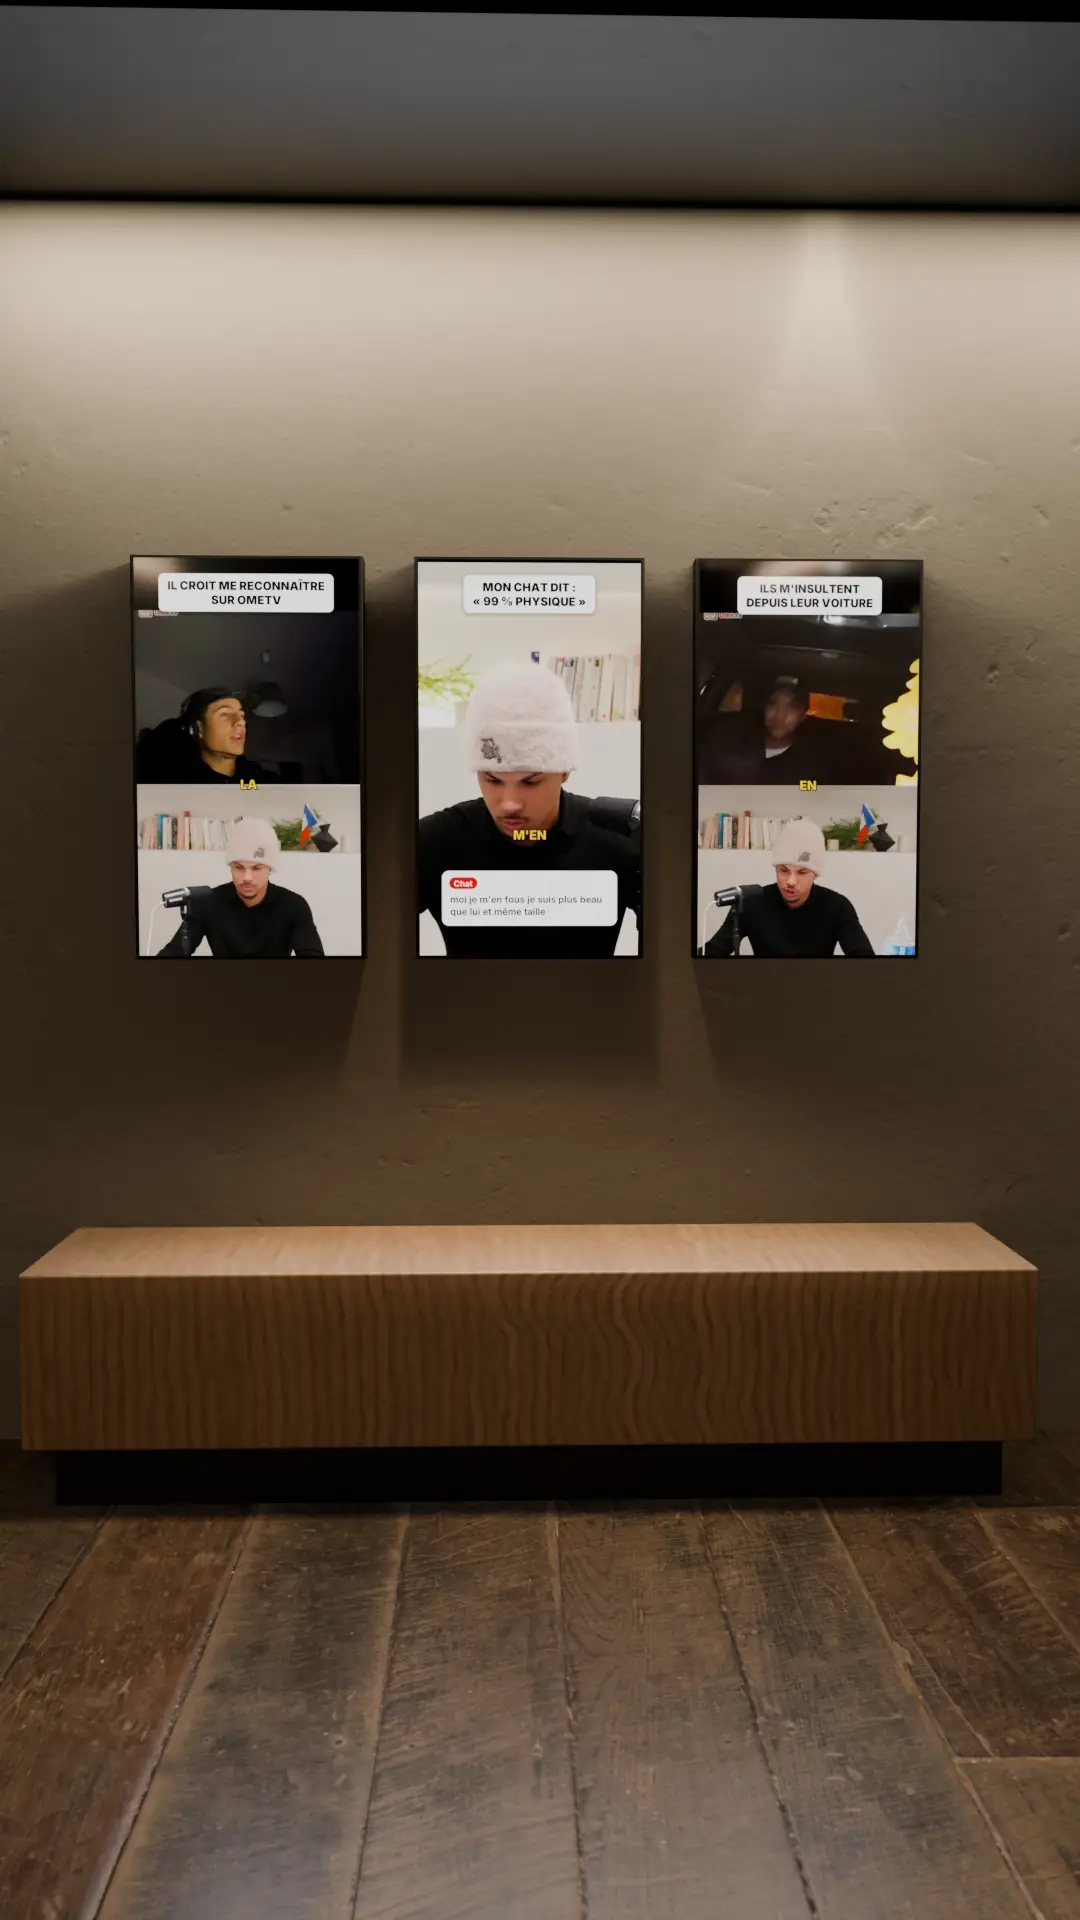 IL CROIT ME RECONNAÎTRE
SUR OMETV
LA
MON CHAT DIT :
« 99 % PHYSIQUE »
M'EN
Chat
moi je m'en fous je suis plus beau
que lui et même taille
ILS M'INSULTENT
DEPUIS LEUR VOITURE
EN